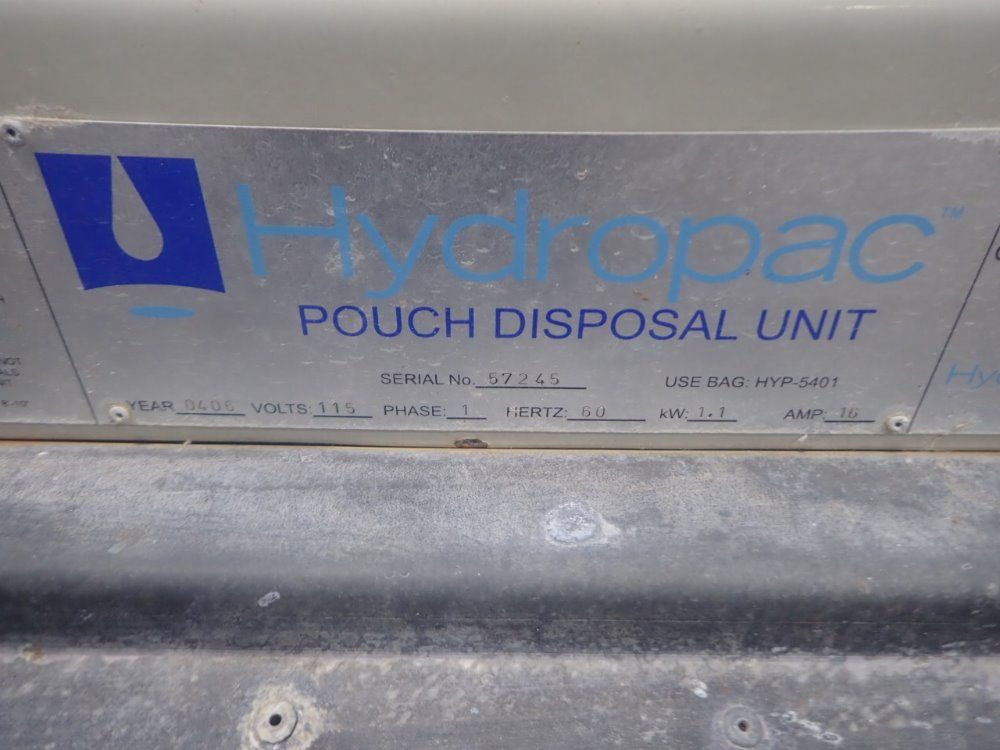 Hydropac™
POUCH DISPOSAL UNIT
SERIAL No. 57245 USE BAG: HYP-5401
YEAR 0406 VOLTS: 115 PHASE: 1 HERTZ: 60 kW: 1.1 AMP: 16